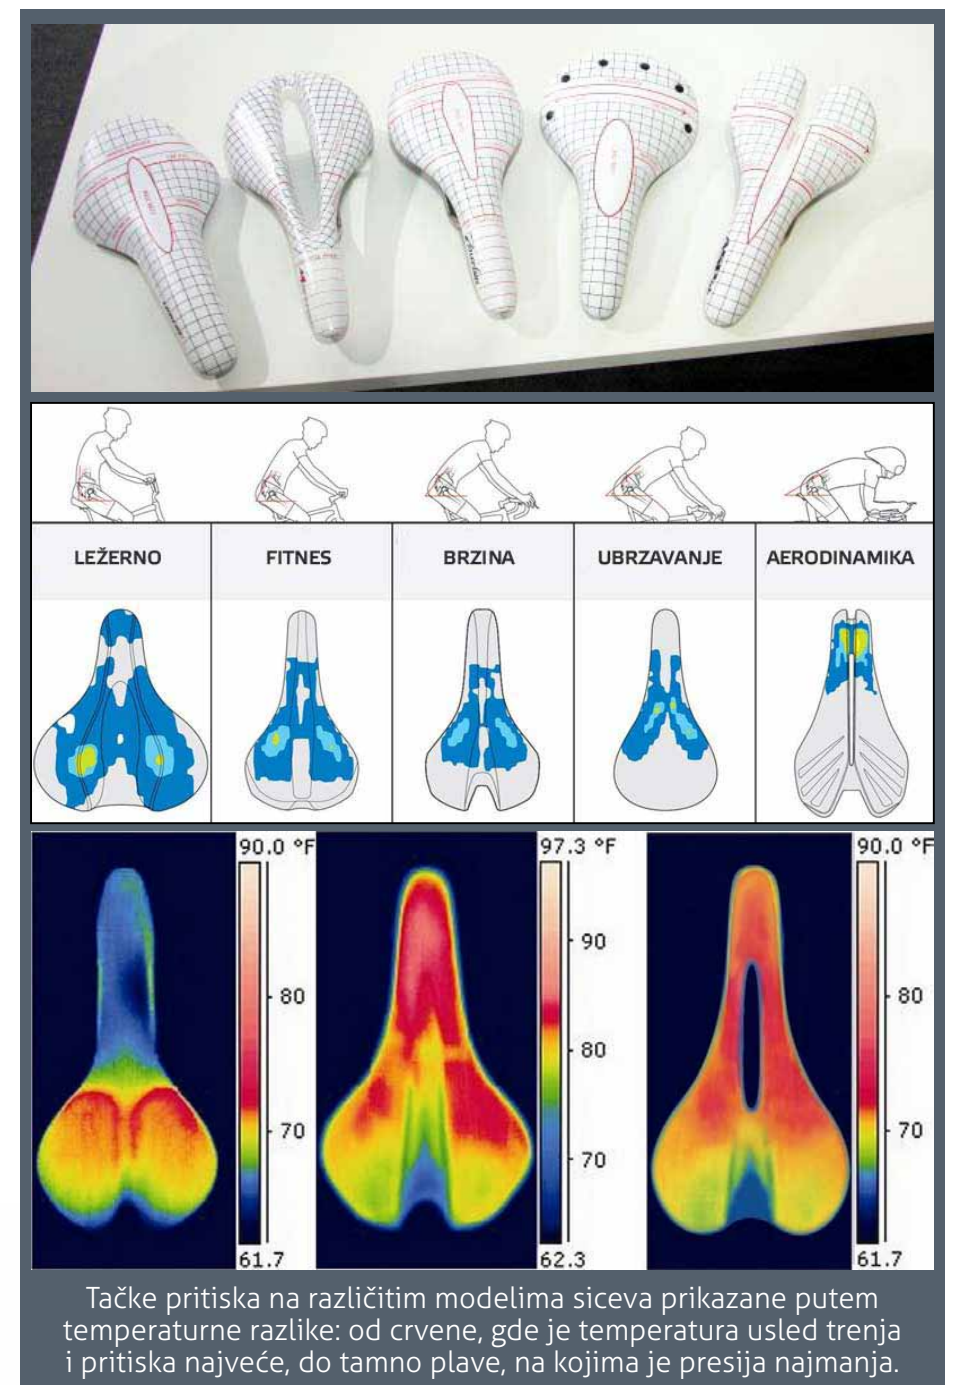 LEŽERNO
FITNES
BRZINA
UBRZAVANJE
AERODINAMIKA
90.0 °F
80
70
61.7
97.3 °F
90
80
70
62.3
90.0 °F
80
70
61.7
Tačke pritiska na različitim modelima siceva prikazane putem
temperaturne razlike: od crvene, gde je temperatura usled trenja
i pritiska najveće, do tamno plave, na kojima je presija najmanja.